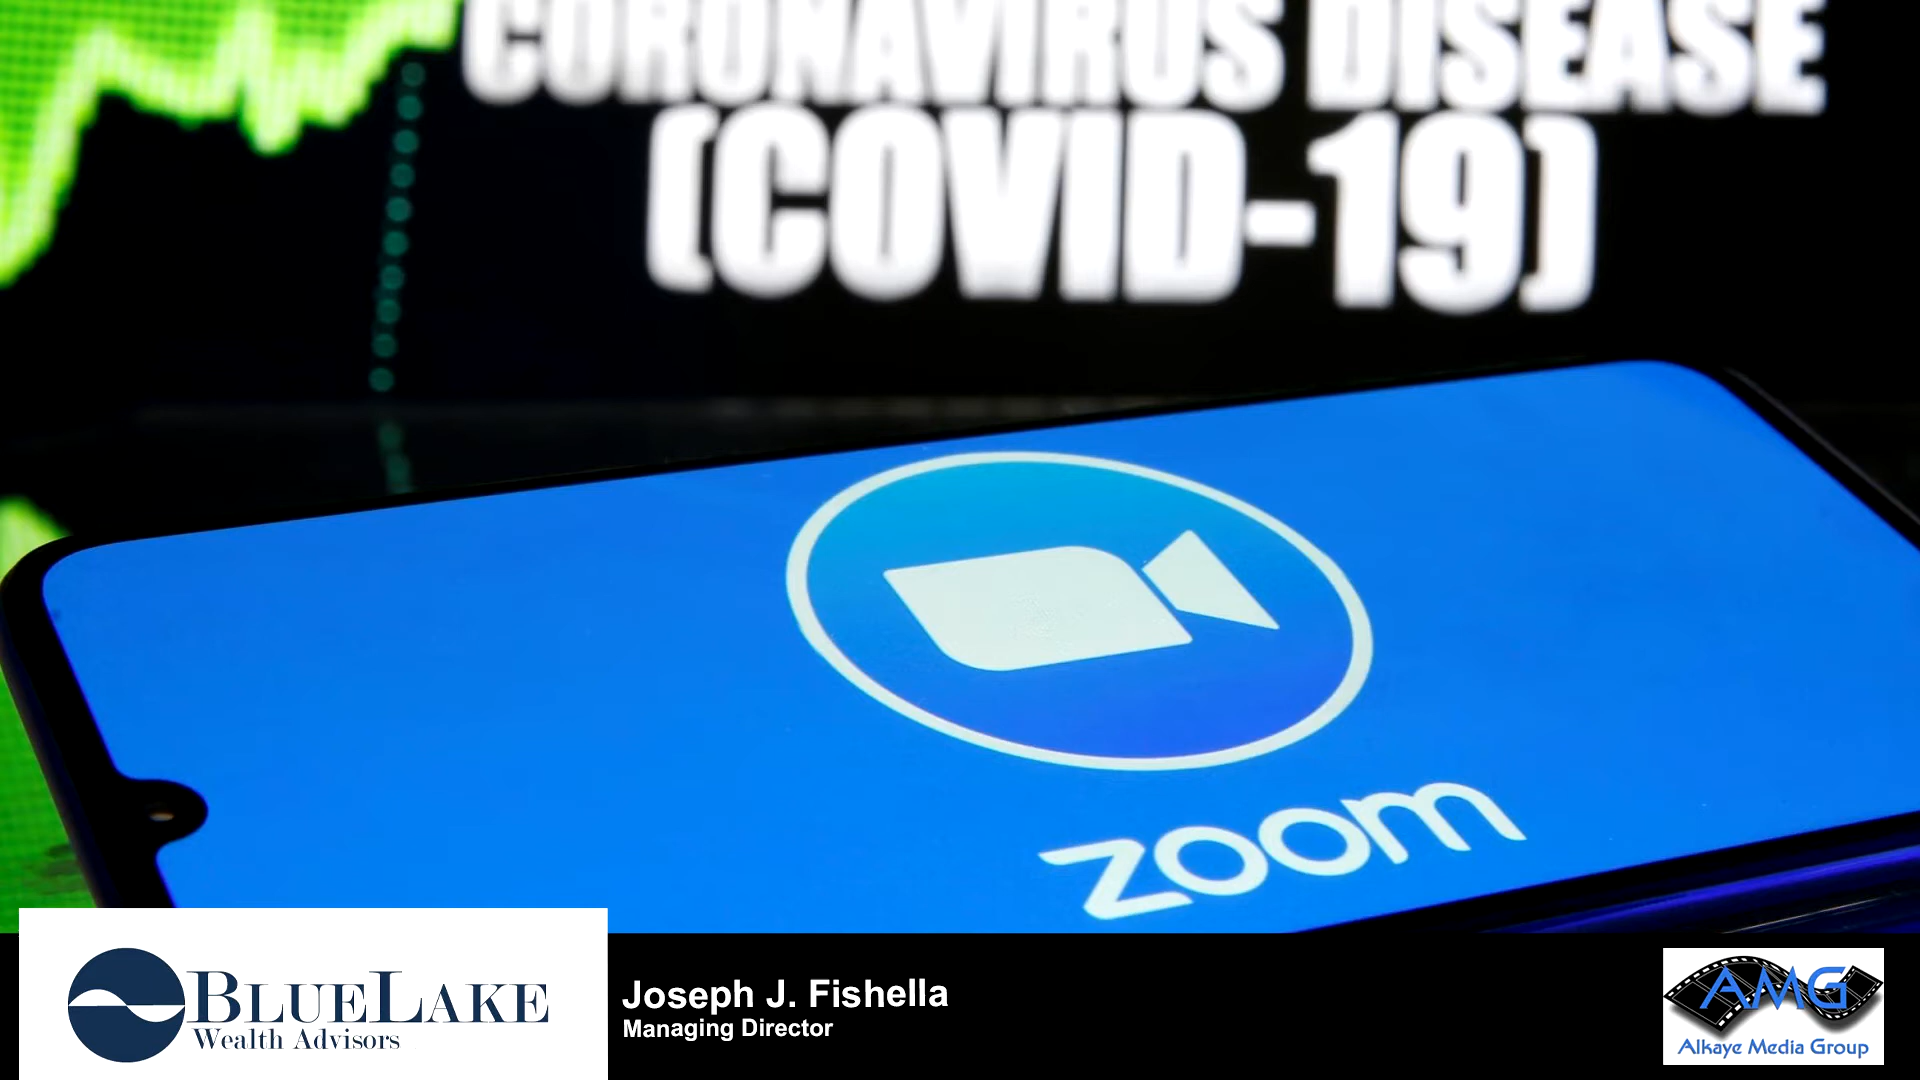 CORONAVIRUS DISEASE
(COVID-19)
zoom
BLUELAKE
Wealth Advisors
Joseph J. Fishella
Managing Director
AMG
Alkaye Media Group